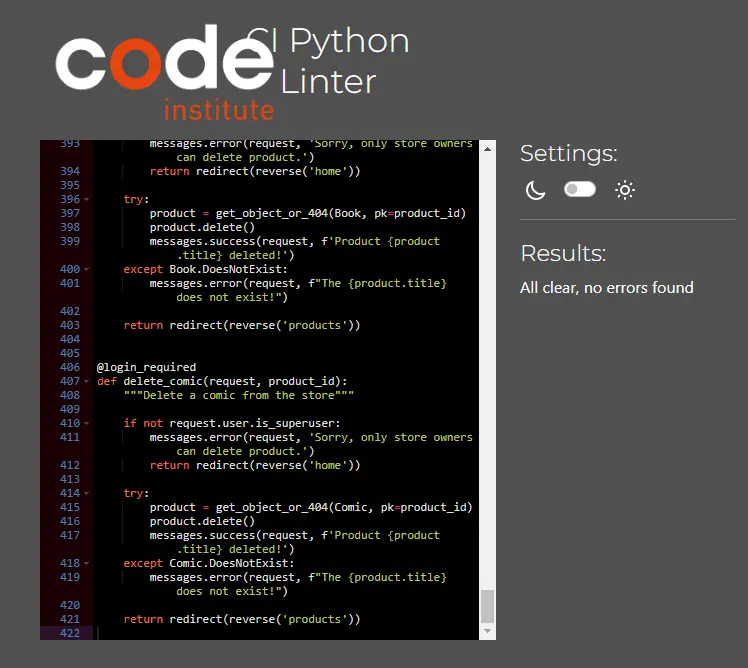 code
institute
CI Python
Linter
393 messages.error(request, 'Sorry, only store owners
can delete product.')
394 return redirect(reverse('home'))
395
396 try:
397 product = get_object_or_404(Book, pk=product_id)
398 product.delete()
399 messages.success(request, f'Product {product
.title} deleted!')
400 except Book.DoesNotExist:
401 messages.error(request, f"The {product.title}
does not exist!")
402
403 return redirect(reverse('products'))
404
405
406 @login_required
407 def delete_comic(request, product_id):
408 """Delete a comic from the store"""
409
410 if not request.user.is_superuser:
411 messages.error(request, 'Sorry, only store owners
can delete product.')
412 return redirect(reverse('home'))
413
414 try:
415 product = get_object_or_404(Comic, pk=product_id)
416 product.delete()
417 messages.success(request, f'Product {product
.title} deleted!')
418 except Comic.DoesNotExist:
419 messages.error(request, f"The {product.title}
does not exist!")
420
421 return redirect(reverse('products'))
422
Settings:
Results:
All clear, no errors found